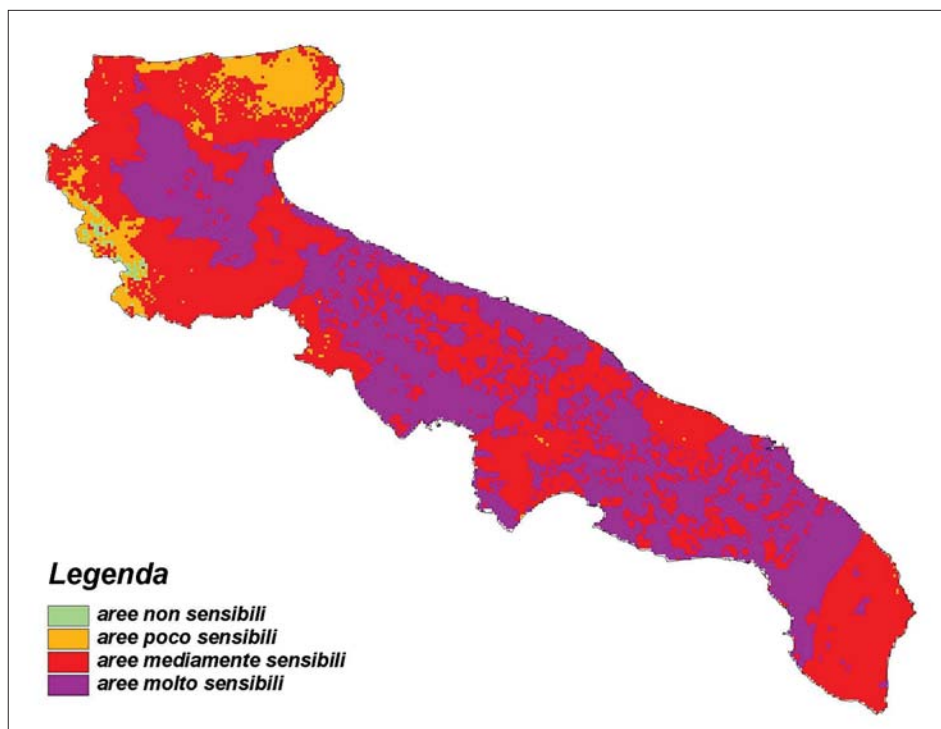 Legenda
aree non sensibili
aree poco sensibili
aree mediamente sensibili
aree molto sensibili